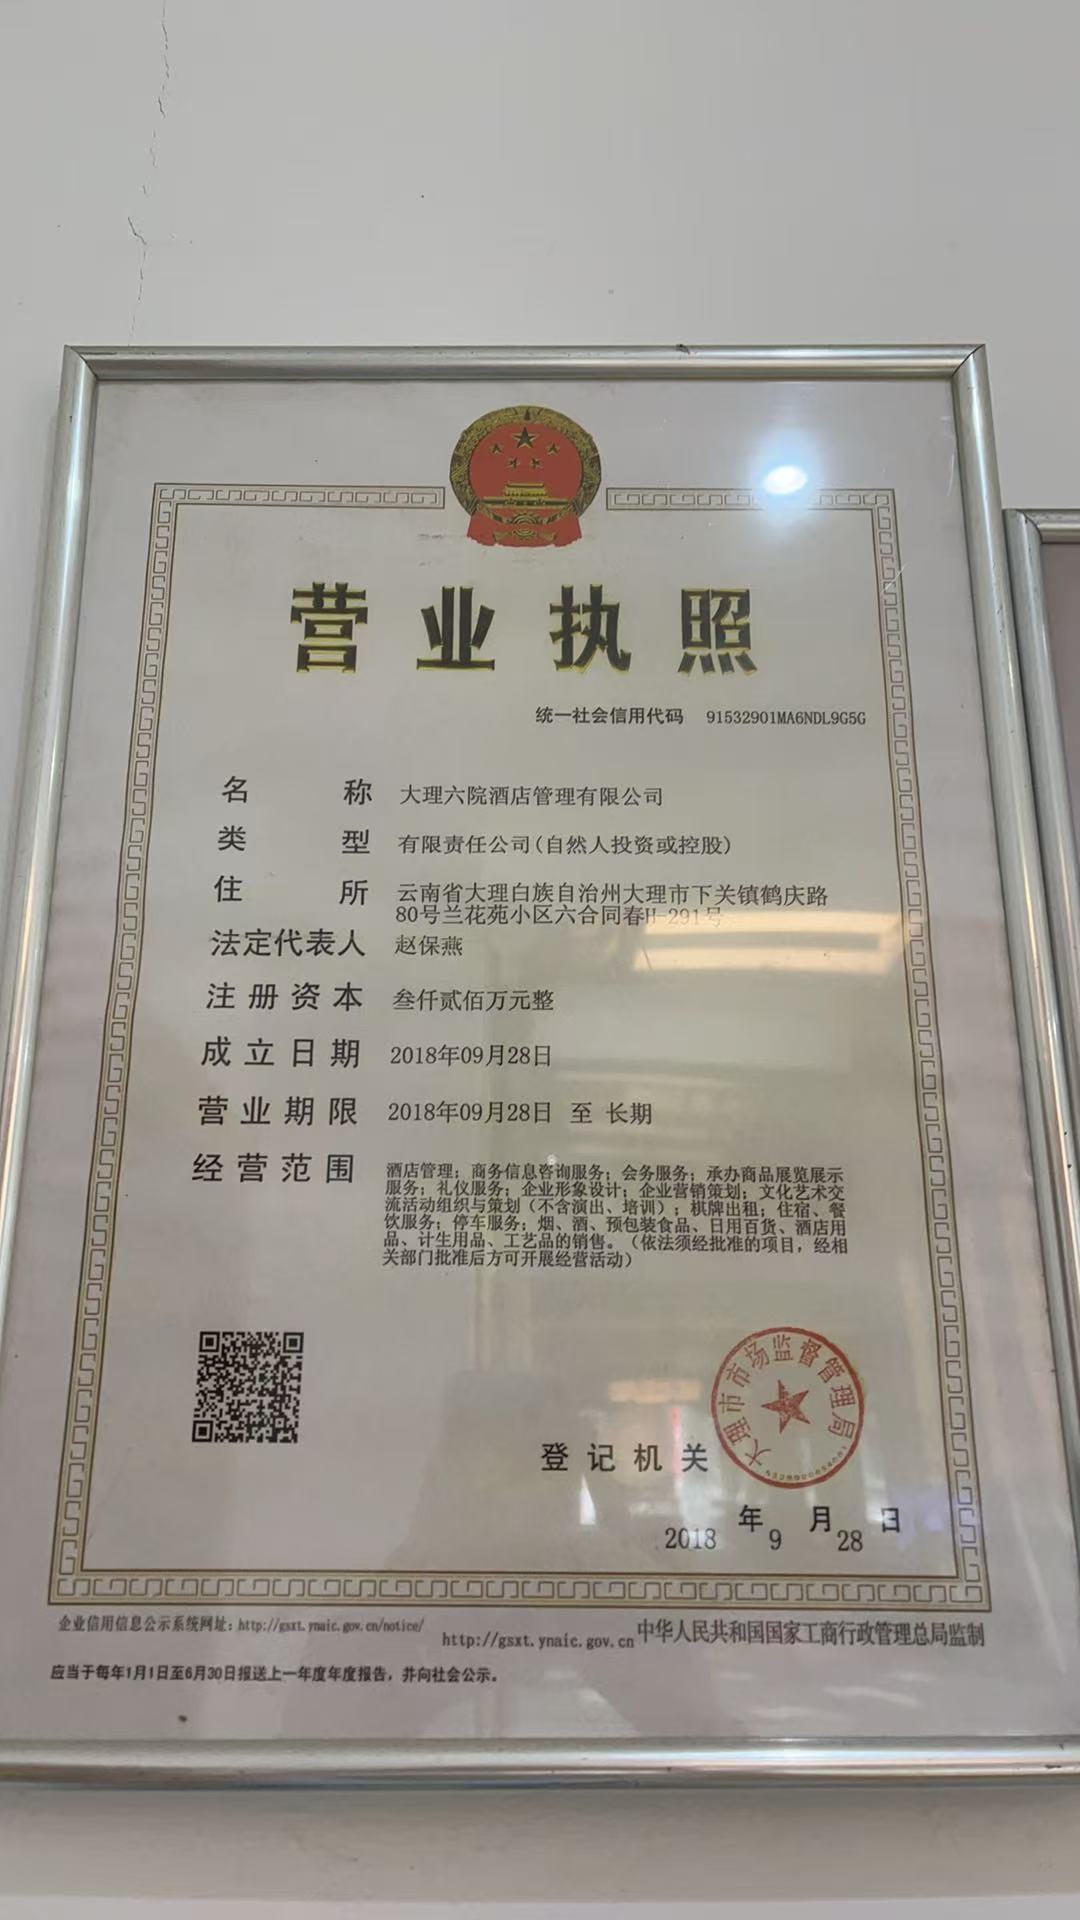 营业执照
统一社会信用代码 91532901MA6NDL9G5G
名称 大理六院酒店管理有限公司
类型 有限责任公司(自然人投资或控股)
住所 云南省大理白族自治州大理市下关镇鹤庆路
80号兰花苑小区六合同春H-291号
法定代表人 赵保燕
注册资本 叁仟贰佰万元整
成立日期 2018年09月28日
营业期限 2018年09月28日 至 长期
经营范围 酒店管理；商务信息咨询服务；会务服务；承办商品展览展示
服务；礼仪服务；企业形象设计；企业营销策划；文化艺术交
流活动组织与策划（不含演出、培训）；棋牌出租；住宿、餐
饮服务；停车服务；烟、酒、预包装食品、日用百货、酒店用
品、计生用品、工艺品的销售。（依法须经批准的项目，经相
关部门批准后方可开展经营活动）
大理市市场监督管理局
登记机关
2018年9月28日
企业信用信息公示系统网址：http://gsxt.ynaic.gov.cn/notice/
http://gsxt.ynaic.gov.cn
中华人民共和国国家工商行政管理总局监制
应当于每年1月1日至6月30日报送上一年度年度报告，并向社会公示。